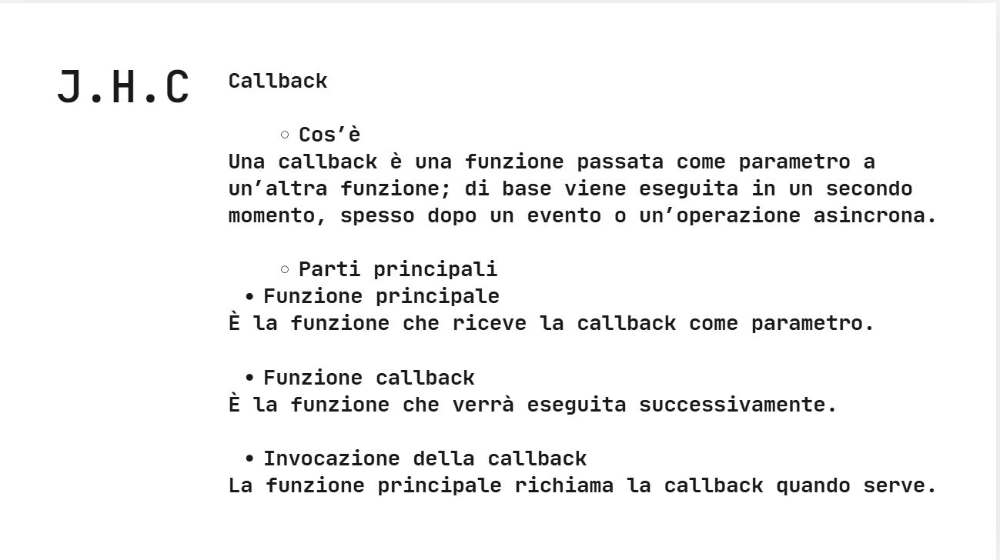 J.H.C
Callback
○ Cos’è
Una callback è una funzione passata come parametro a
un’altra funzione; di base viene eseguita in un secondo
momento, spesso dopo un evento o un’operazione asincrona.
○ Parti principali
• Funzione principale
È la funzione che riceve la callback come parametro.
• Funzione callback
È la funzione che verrà eseguita successivamente.
• Invocazione della callback
La funzione principale richiama la callback quando serve.